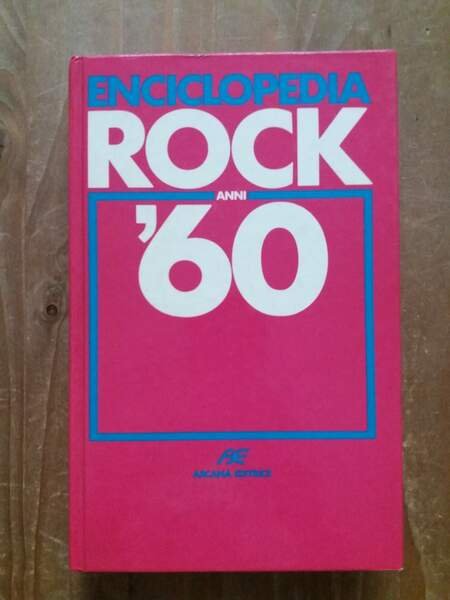 ENCICLOPEDIA
ROCK
ANNI
'60
AE
ARCANA EDITRICE